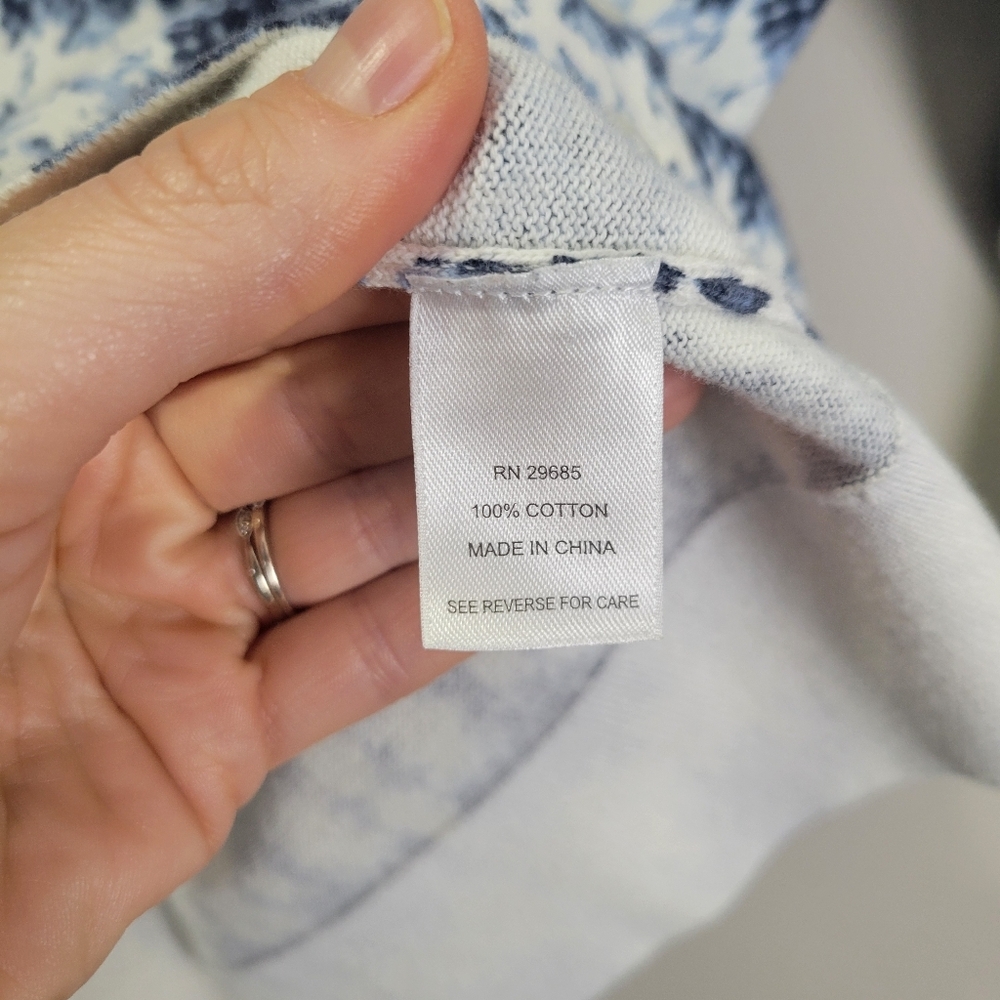 RN 29685
100% COTTON
MADE IN CHINA
SEE REVERSE FOR CARE